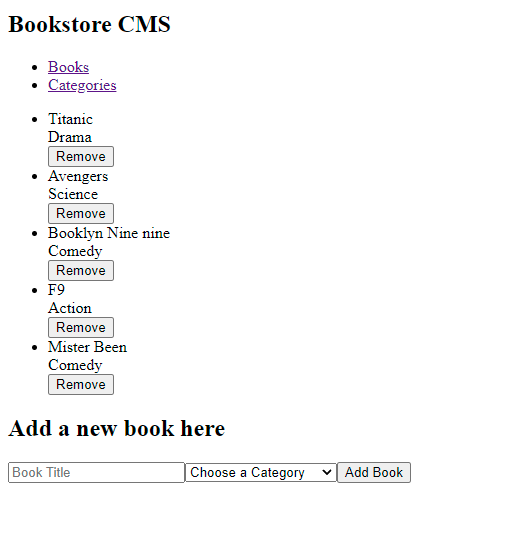 Bookstore CMS
Books
Categories
Titanic
Drama
Remove
Avengers
Science
Remove
Booklyn Nine nine
Comedy
Remove
F9
Action
Remove
Mister Been
Comedy
Remove
Add a new book here
Book Title Choose a Category Add Book